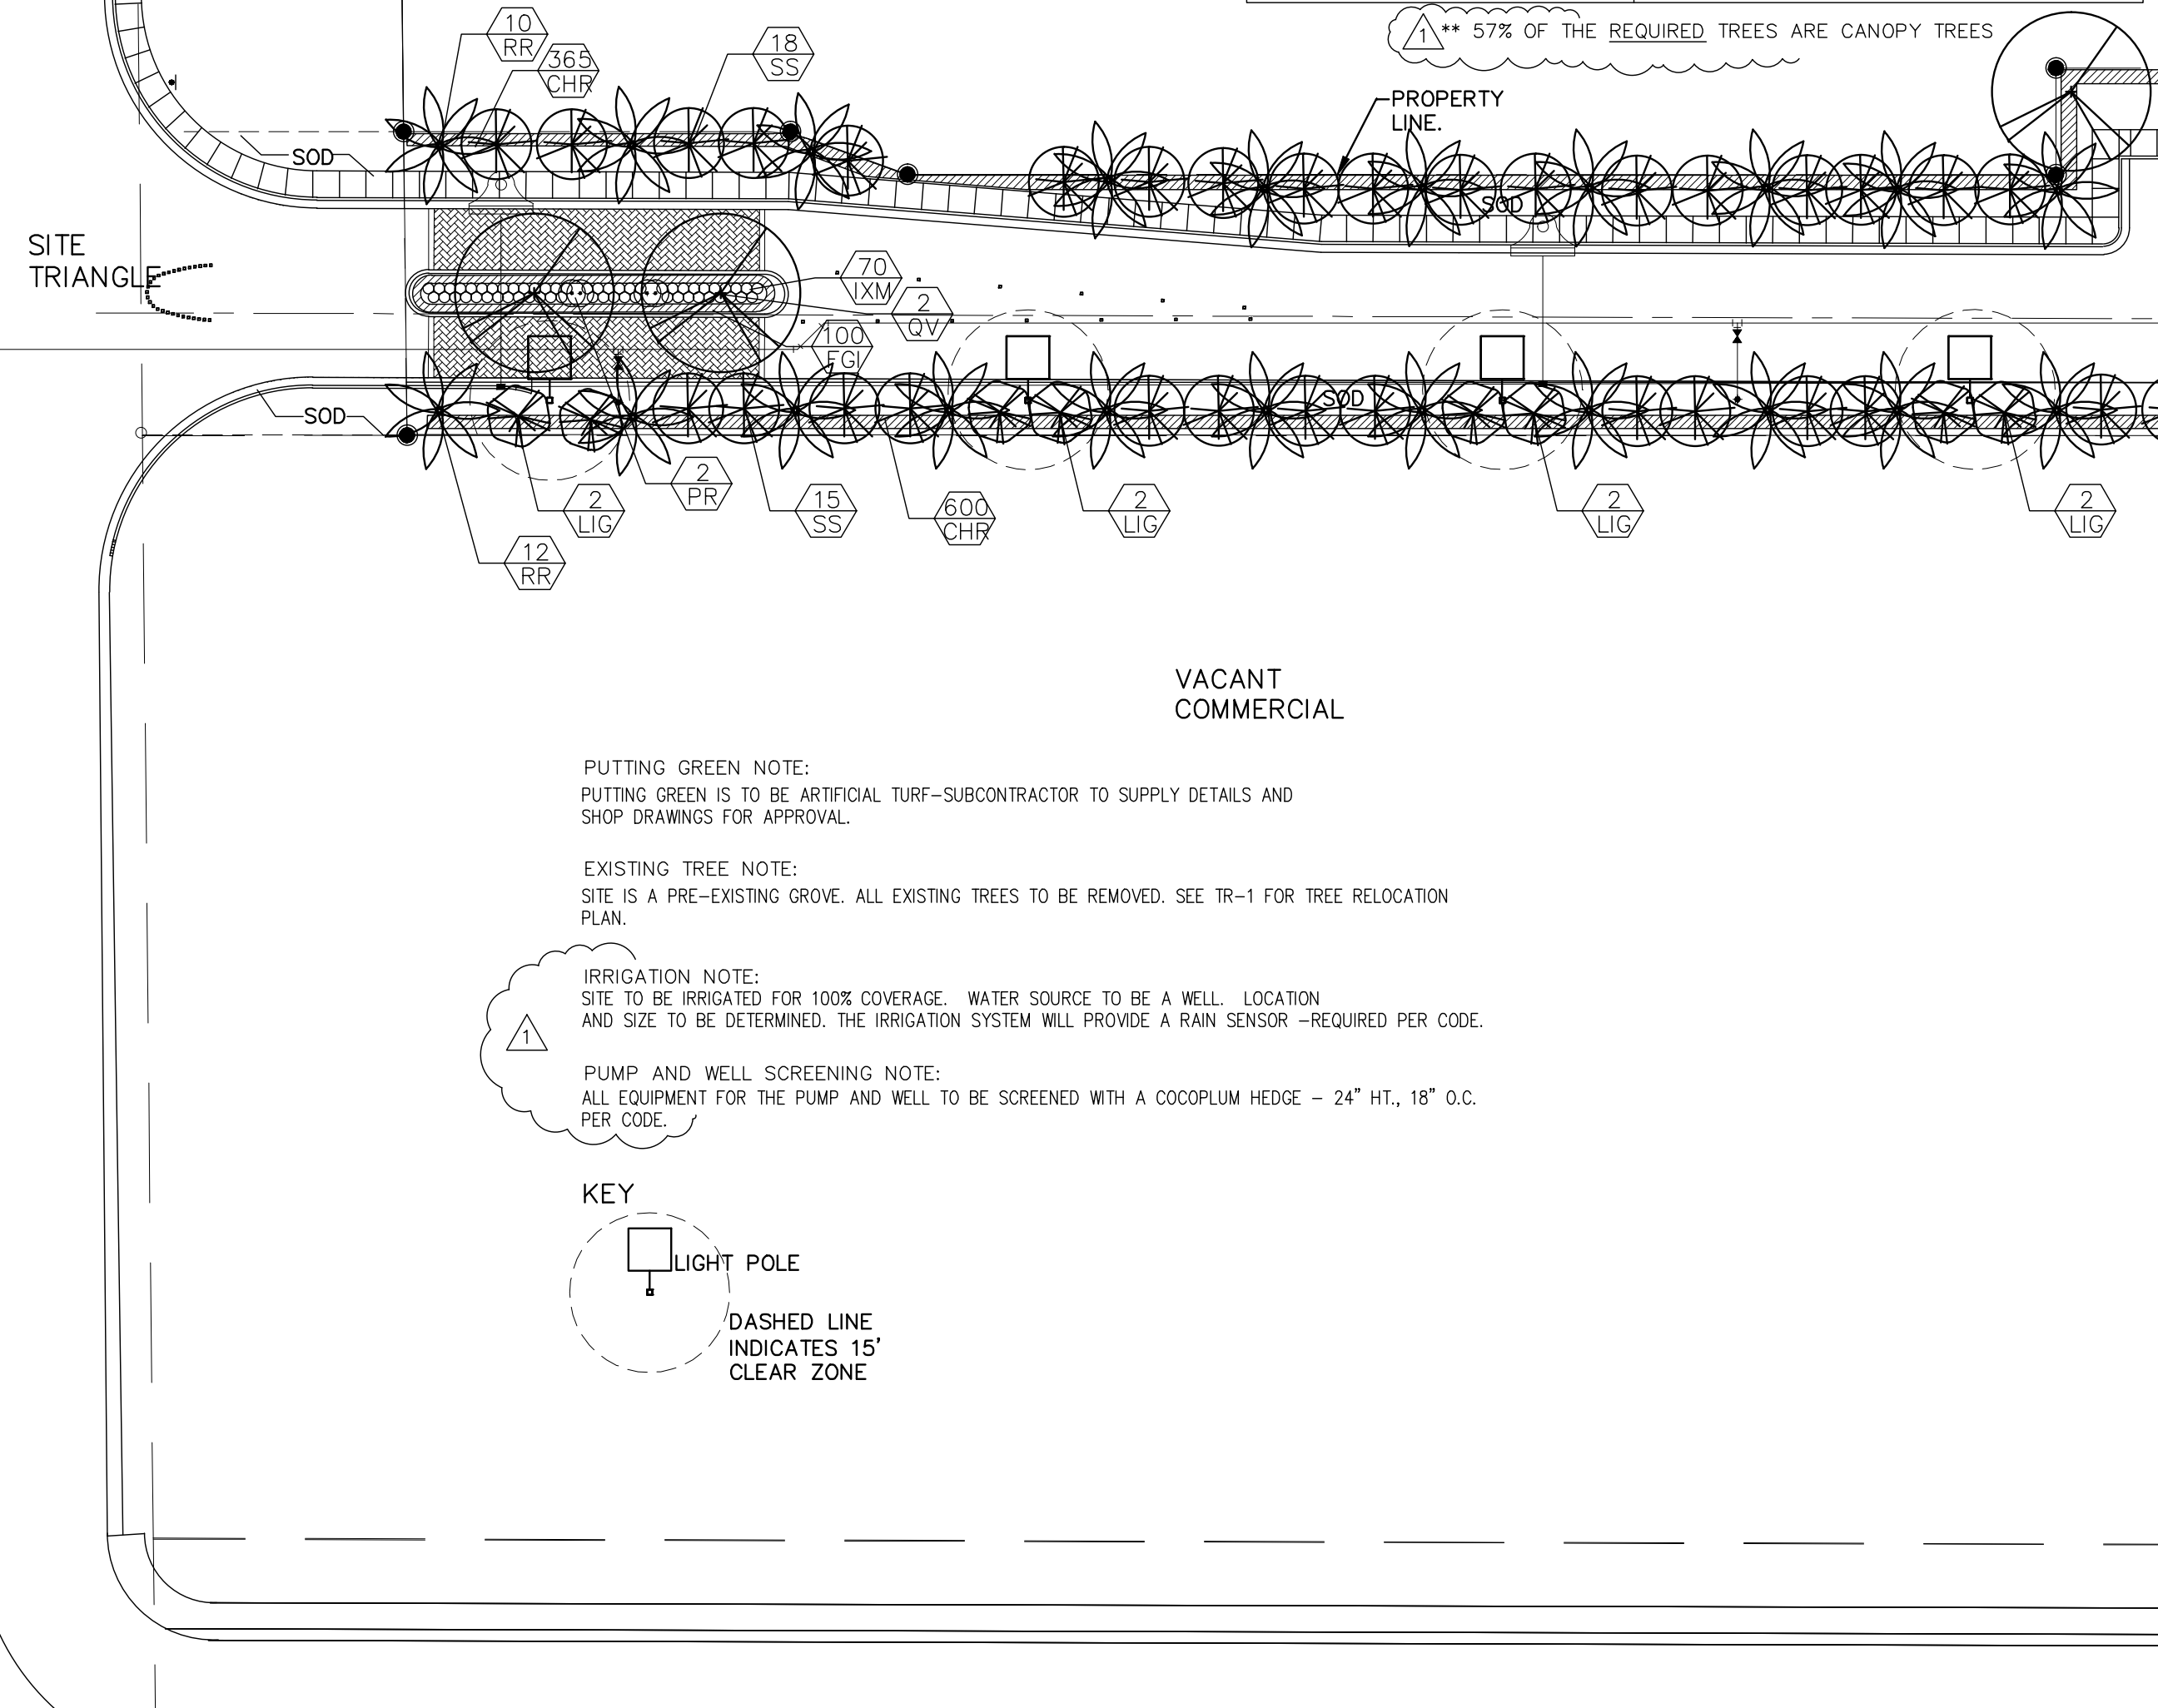 1 ** 57% OF THE REQUIRED TREES ARE CANOPY TREES
10
RR
365
CHR
18
SS
PROPERTY
LINE.
SOD
SOD
SITE
TRIANGLE
70
IXM
2
QV
100
FGI
SOD
SOD
2
PR
2
LIG
15
SS
600
CHR
2
LIG
2
LIG
2
LIG
12
RR
VACANT
COMMERCIAL
PUTTING GREEN NOTE:
PUTTING GREEN IS TO BE ARTIFICIAL TURF-SUBCONTRACTOR TO SUPPLY DETAILS AND
SHOP DRAWINGS FOR APPROVAL.
EXISTING TREE NOTE:
SITE IS A PRE-EXISTING GROVE. ALL EXISTING TREES TO BE REMOVED. SEE TR-1 FOR TREE RELOCATION
PLAN.
IRRIGATION NOTE:
SITE TO BE IRRIGATED FOR 100% COVERAGE. WATER SOURCE TO BE A WELL. LOCATION
AND SIZE TO BE DETERMINED. THE IRRIGATION SYSTEM WILL PROVIDE A RAIN SENSOR -REQUIRED PER CODE.
1
PUMP AND WELL SCREENING NOTE:
ALL EQUIPMENT FOR THE PUMP AND WELL TO BE SCREENED WITH A COCOPLUM HEDGE - 24" HT., 18" O.C.
PER CODE.
KEY
LIGHT POLE
DASHED LINE
INDICATES 15'
CLEAR ZONE